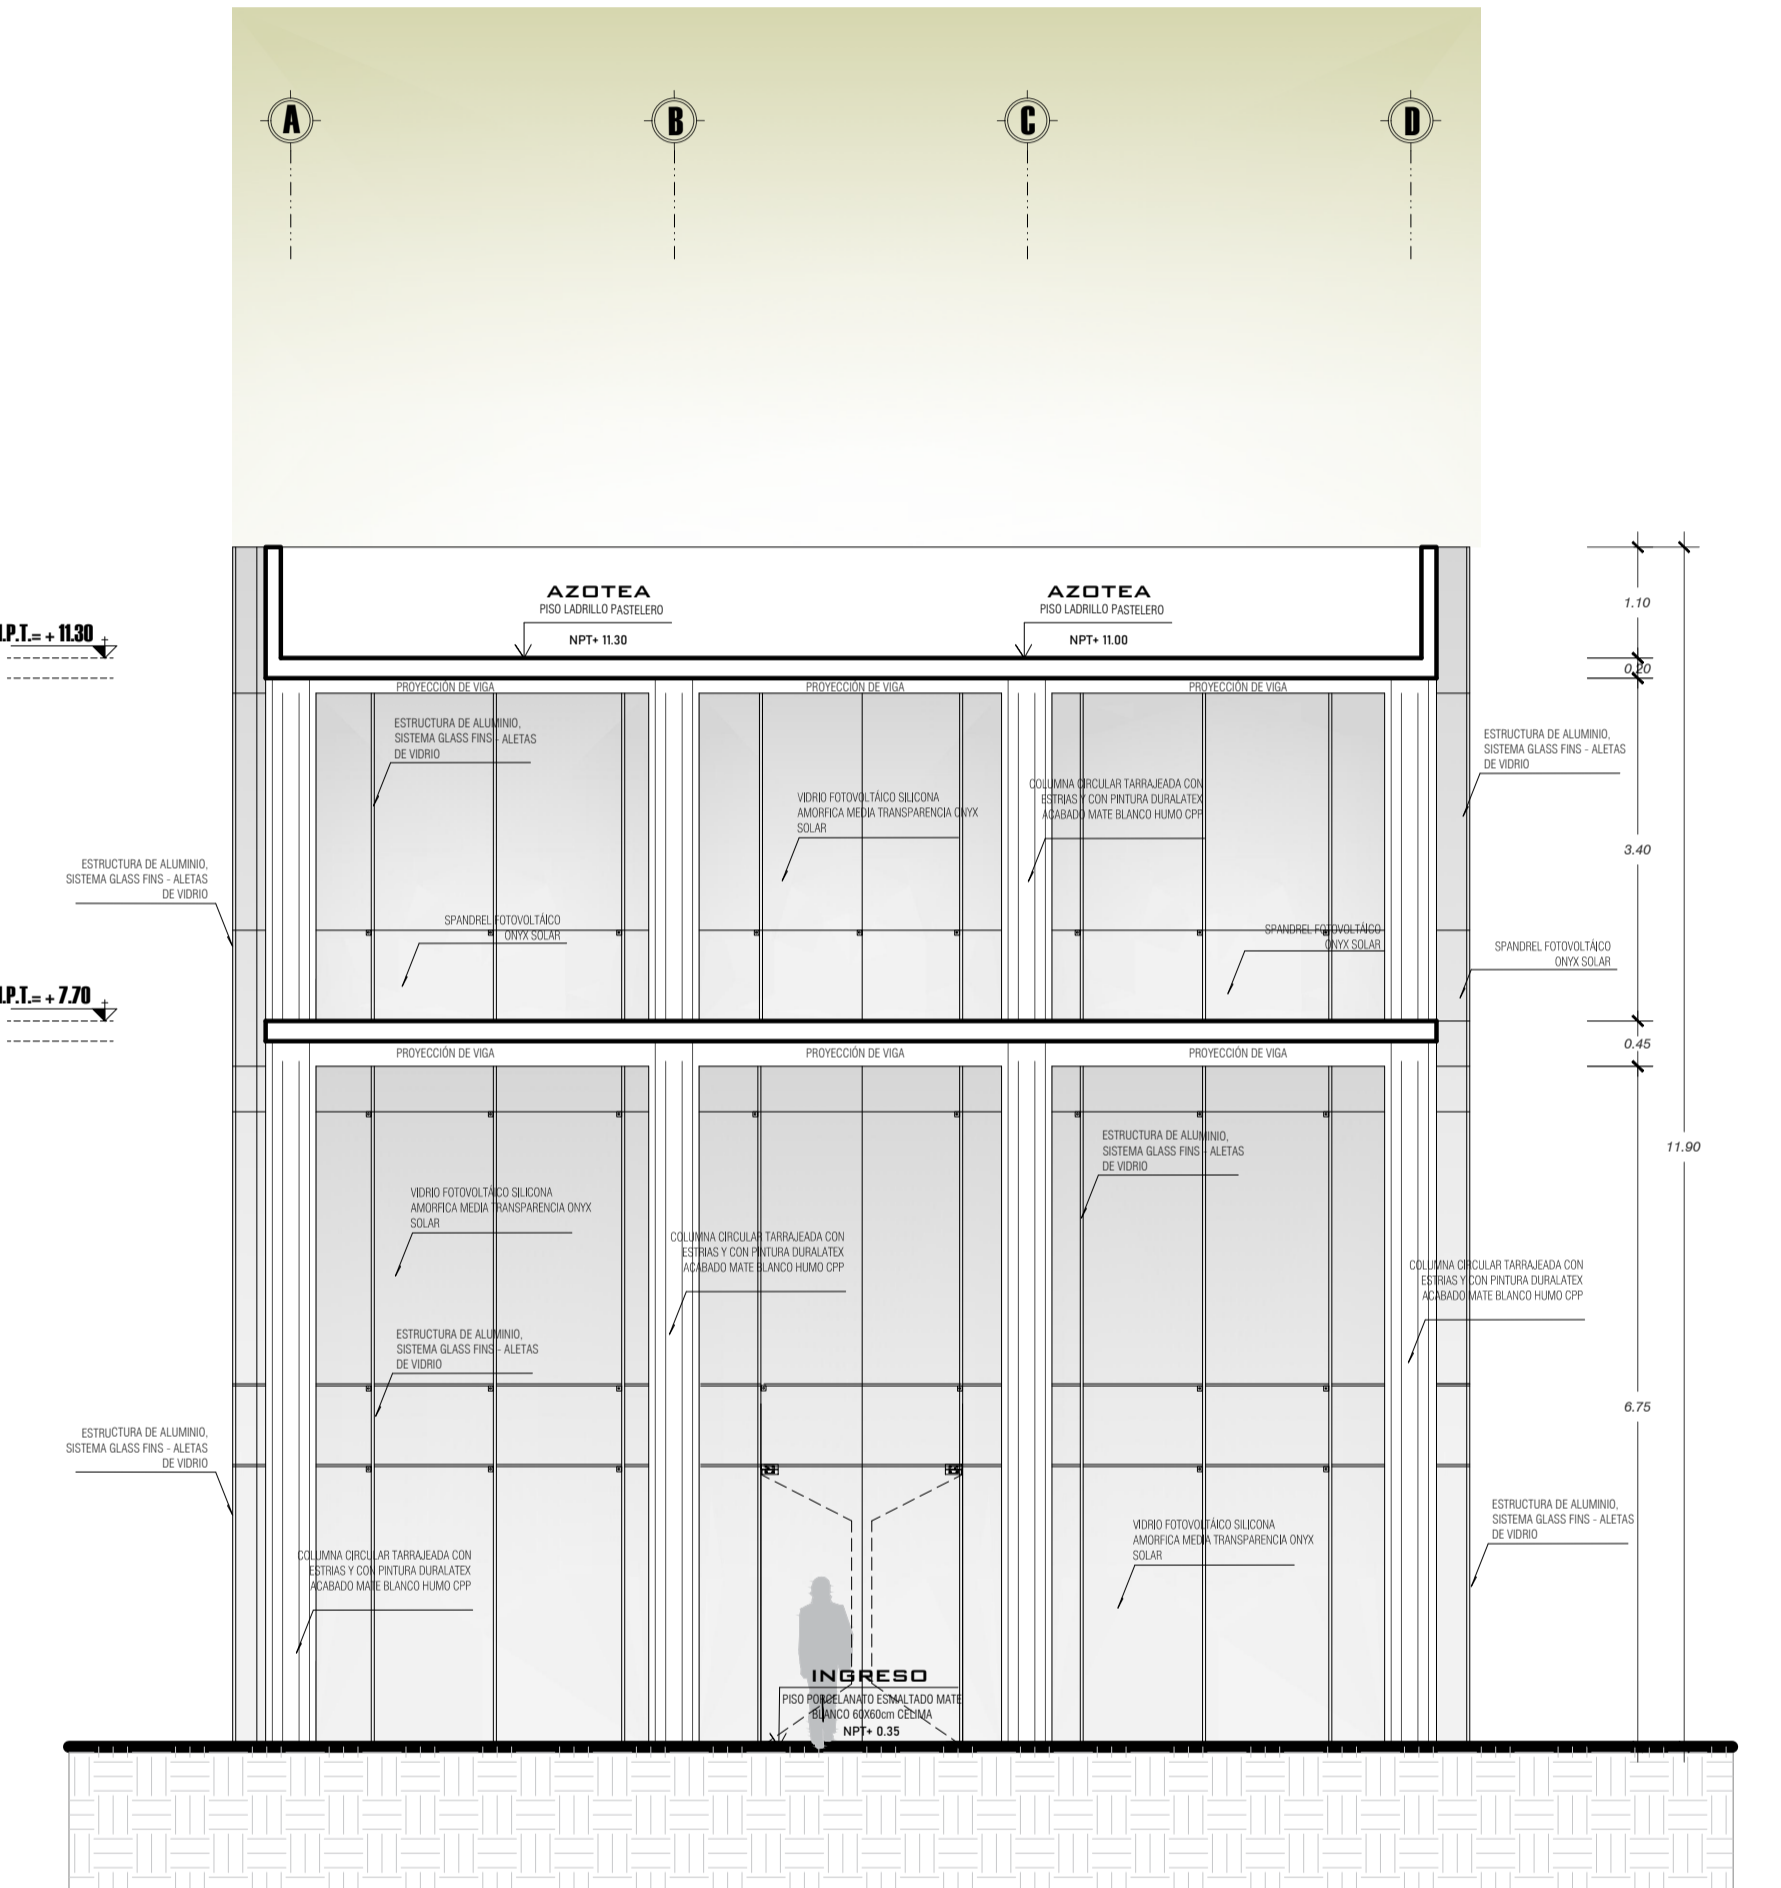 A
B
C
D
AZOTEA
PISO LADRILLO PASTELERO
NPT+ 11.30
AZOTEA
PISO LADRILLO PASTELERO
NPT+ 11.00
.P.T.= + 11.30
1.10
0.20
PROYECCIÓN DE VIGA
PROYECCIÓN DE VIGA
PROYECCIÓN DE VIGA
ESTRUCTURA DE ALUMINIO,
SISTEMA GLASS FINS - ALETAS
DE VIDRIO
ESTRUCTURA DE ALUMINIO,
SISTEMA GLASS FINS - ALETAS
DE VIDRIO
VIDRIO FOTOVOLTÁICO SILICONA
AMORFICA MEDIA TRANSPARENCIA ONYX
SOLAR
COLUMNA CIRCULAR TARRAJEADA CON
ESTRIAS Y CON PINTURA DURALATEX
ACABADO MATE BLANCO HUMO CPP
3.40
ESTRUCTURA DE ALUMINIO,
SISTEMA GLASS FINS - ALETAS
DE VIDRIO
SPANDREL FOTOVOLTÁICO
ONYX SOLAR
SPANDREL FOTOVOLTÁICO
ONYX SOLAR
SPANDREL FOTOVOLTÁICO
ONYX SOLAR
.P.T.= + 7.70
0.45
PROYECCIÓN DE VIGA
PROYECCIÓN DE VIGA
PROYECCIÓN DE VIGA
ESTRUCTURA DE ALUMINIO,
SISTEMA GLASS FINS - ALETAS
DE VIDRIO
11.90
VIDRIO FOTOVOLTÁICO SILICONA
AMORFICA MEDIA TRANSPARENCIA ONYX
SOLAR
COLUMNA CIRCULAR TARRAJEADA CON
ESTRIAS Y CON PINTURA DURALATEX
ACABADO MATE BLANCO HUMO CPP
COLUMNA CIRCULAR TARRAJEADA CON
ESTRIAS Y CON PINTURA DURALATEX
ACABADO MATE BLANCO HUMO CPP
ESTRUCTURA DE ALUMINIO,
SISTEMA GLASS FINS - ALETAS
DE VIDRIO
6.75
ESTRUCTURA DE ALUMINIO,
SISTEMA GLASS FINS - ALETAS
DE VIDRIO
ESTRUCTURA DE ALUMINIO,
SISTEMA GLASS FINS - ALETAS
DE VIDRIO
VIDRIO FOTOVOLTÁICO SILICONA
AMORFICA MEDIA TRANSPARENCIA ONYX
SOLAR
COLUMNA CIRCULAR TARRAJEADA CON
ESTRIAS Y CON PINTURA DURALATEX
ACABADO MATE BLANCO HUMO CPP
INGRESO
PISO PORCELANATO ESMALTADO MATE
BLANCO 60X60cm CELIMA
NPT+ 0.35